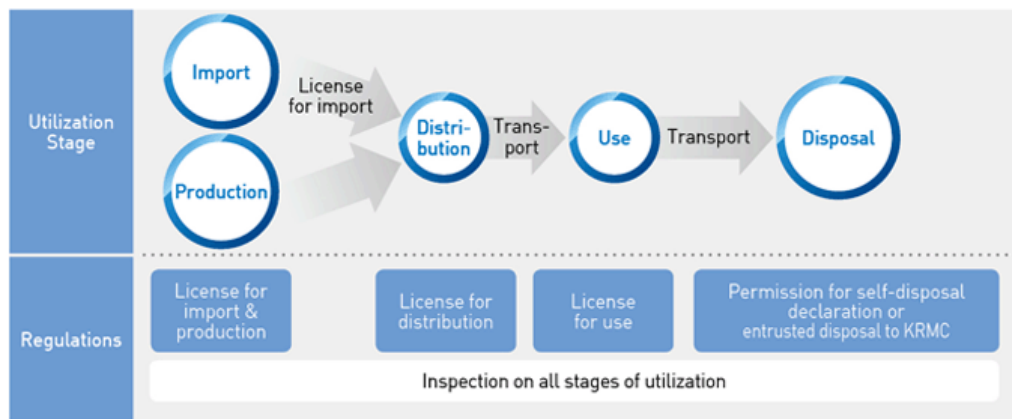 Utilization
Stage
Import
Production
License
for import
Distri-
bution
Trans-
port
Use
Transport
Disposal
Regulations
License for
import &
production
License for
distribution
License
for use
Permission for self-disposal
declaration or
entrusted disposal to KRMC
Inspection on all stages of utilization